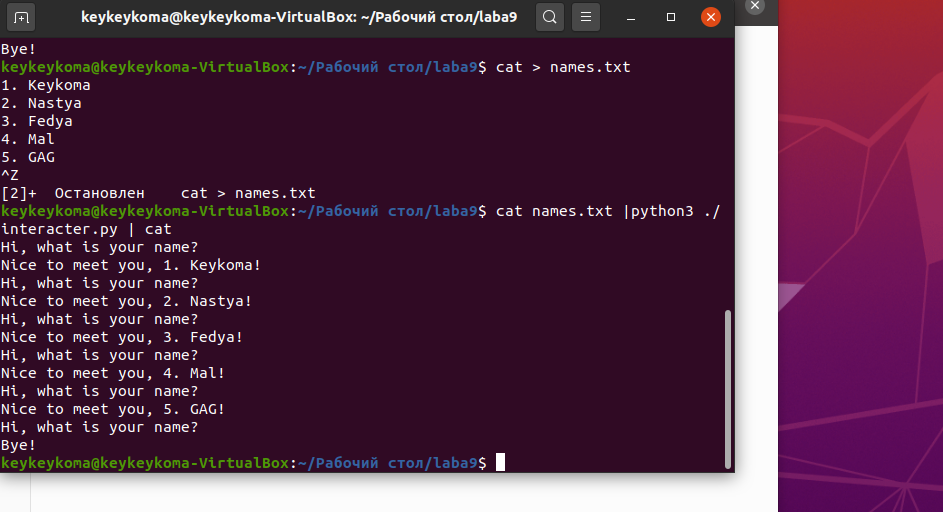 keykeykoma@keykeykoma-VirtualBox: ~/Рабочий стол/laba9
Bye!
keykeykoma@keykeykoma-VirtualBox:~/Рабочий стол/laba9$ cat > names.txt
1. Keykoma
2. Nastya
3. Fedya
4. Mal
5. GAG
^Z
[2]+  Остановлен    cat > names.txt
keykeykoma@keykeykoma-VirtualBox:~/Рабочий стол/laba9$ cat names.txt |python3 ./
interacter.py | cat
Hi, what is your name?
Nice to meet you, 1. Keykoma!
Hi, what is your name?
Nice to meet you, 2. Nastya!
Hi, what is your name?
Nice to meet you, 3. Fedya!
Hi, what is your name?
Nice to meet you, 4. Mal!
Hi, what is your name?
Nice to meet you, 5. GAG!
Hi, what is your name?
Bye!
keykeykoma@keykeykoma-VirtualBox:~/Рабочий стол/laba9$